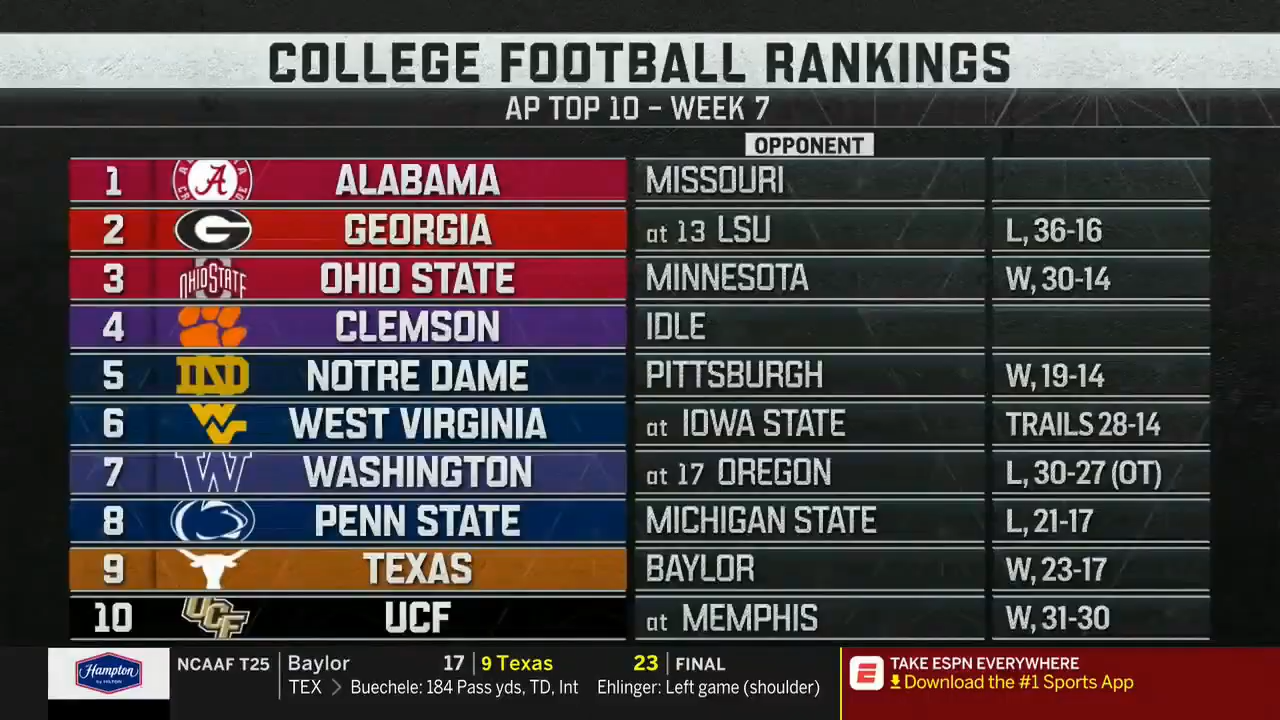 COLLEGE FOOTBALL RANKINGS
AP TOP 10 – WEEK 7
OPPONENT
1 A ALABAMA MISSOURI
2 G GEORGIA at 13 LSU L, 36-16
3 OHIO STATE OHIO STATE MINNESOTA W, 30-14
4 CLEMSON IDLE
5 ND NOTRE DAME PITTSBURGH W, 19-14
6 WV WEST VIRGINIA at IOWA STATE TRAILS 28-14
7 W WASHINGTON at 17 OREGON L, 30-27 (OT)
8 PENN STATE MICHIGAN STATE L, 21-17
9 TEXAS BAYLOR W, 23-17
10 UCF UCF at MEMPHIS W, 31-30
Hampton
by HILTON
NCAAF T25 Baylor 17 9 Texas 23 FINAL
TEX > Buechele: 184 Pass yds, TD, Int Ehlinger: Left game (shoulder)
E TAKE ESPN EVERYWHERE
Download the #1 Sports App